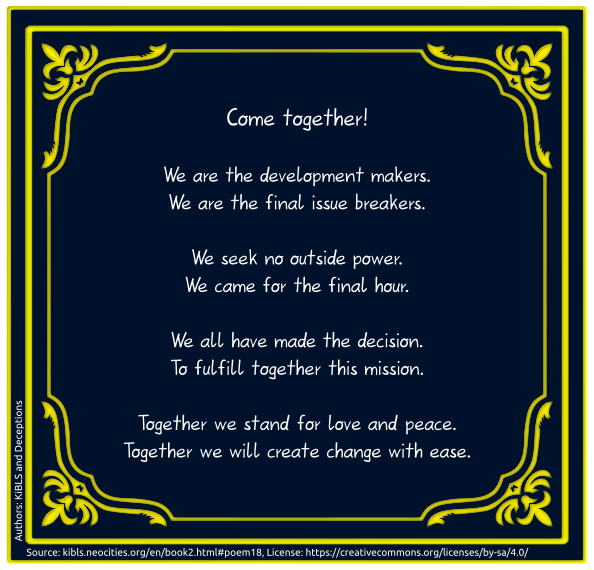 Come together!
We are the development makers.
We are the final issue breakers.
We seek no outside power.
We came for the final hour.
We all have made the decision.
To fulfill together this mission.
Together we stand for love and peace.
Together we will create change with ease.
Authors: KiBLS and Deceptions
Source: kibls.neocities.org/en/book2.html#poem18, License: https://creativecommons.org/licenses/by-sa/4.0/